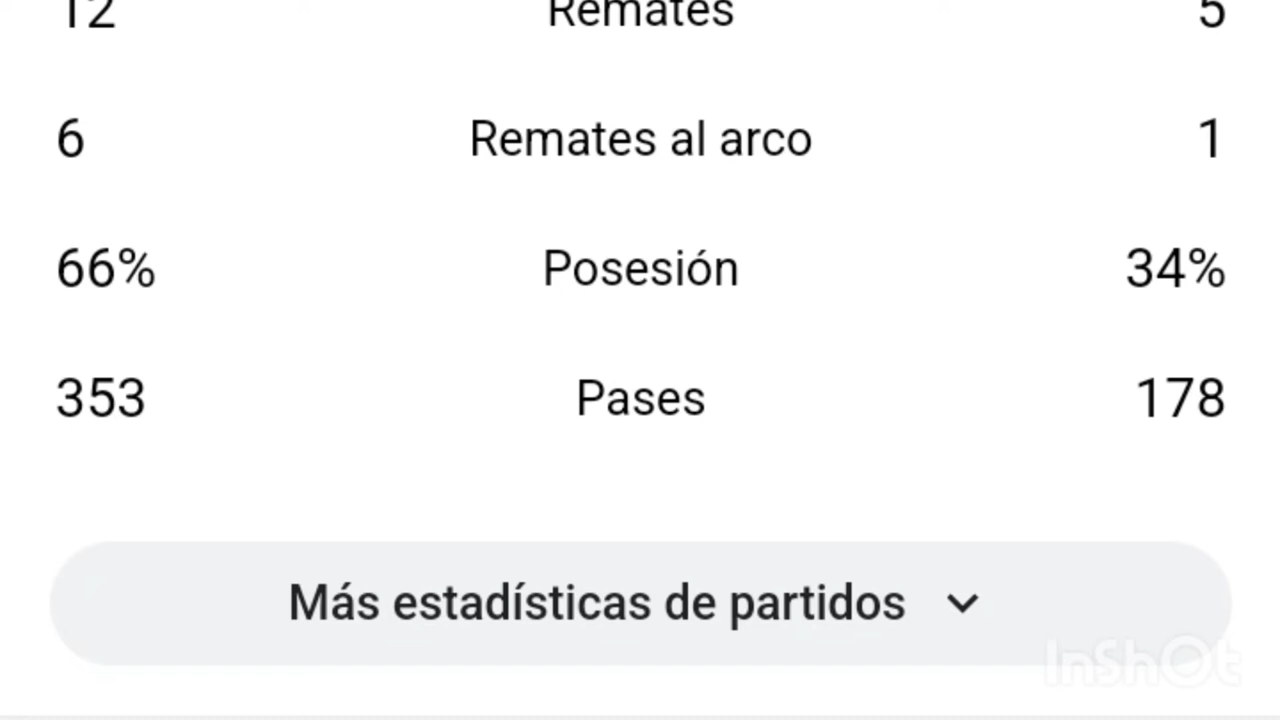 12 Remates 5
6 Remates al arco 1
66% Posesión 34%
353 Pases 178
Más estadísticas de partidos
InShOt